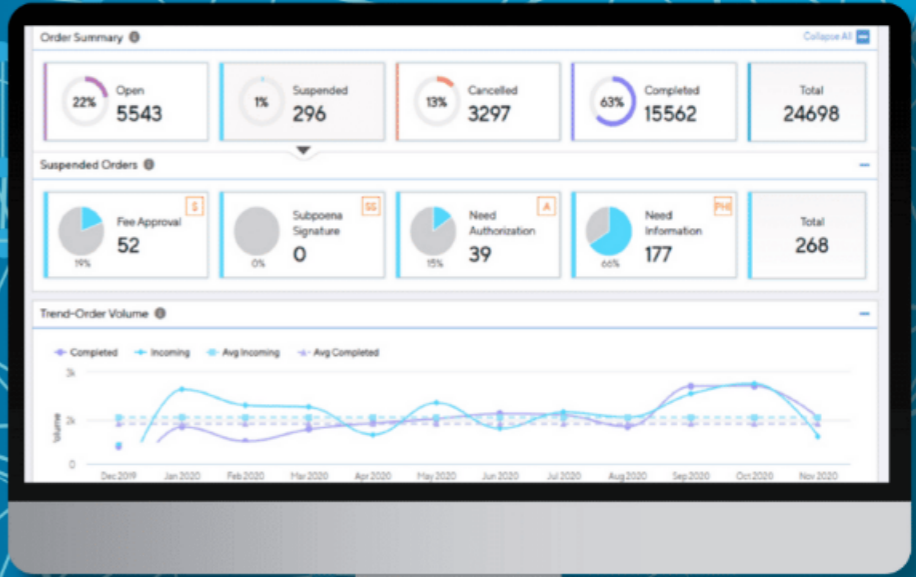 Order Summary
Collapse All
22% Open 5543
1% Suspended 296
13% Cancelled 3297
63% Completed 15562
Total 24698
Suspended Orders
$
Fee Approval
52
19%
SS
Subpoena
Signature
0
0%
A
Need
Authorization
39
15%
PHI
Need
Information
177
66%
Total
268
Trend-Order Volume
Completed Incoming Avg Incoming Avg Completed
3k
2k
0
Volume
Dec 2019 Jan 2020 Feb 2020 Mar 2020 Apr 2020 May 2020 Jun 2020 Jul 2020 Aug 2020 Sep 2020 Oct 2020 Nov 2020